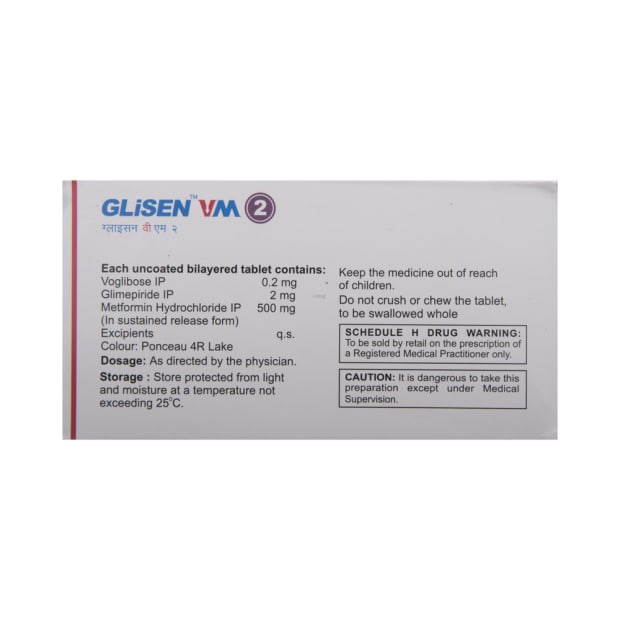 GLiSEN™ VM 2
ग्लाइसन वी एम २
Each uncoated bilayered tablet contains:
Voglibose IP 0.2 mg
Glimepiride IP 2 mg
Metformin Hydrochloride IP 500 mg
(In sustained release form)
Excipients q.s.
Colour: Ponceau 4R Lake
Dosage: As directed by the physician.
Storage : Store protected from light
and moisture at a temperature not
exceeding 25°C.
Keep the medicine out of reach
of children.
Do not crush or chew the tablet,
to be swallowed whole
SCHEDULE H DRUG WARNING:
To be sold by retail on the prescription of
a Registered Medical Practitioner only.
CAUTION: It is dangerous to take this
preparation except under Medical
Supervision.